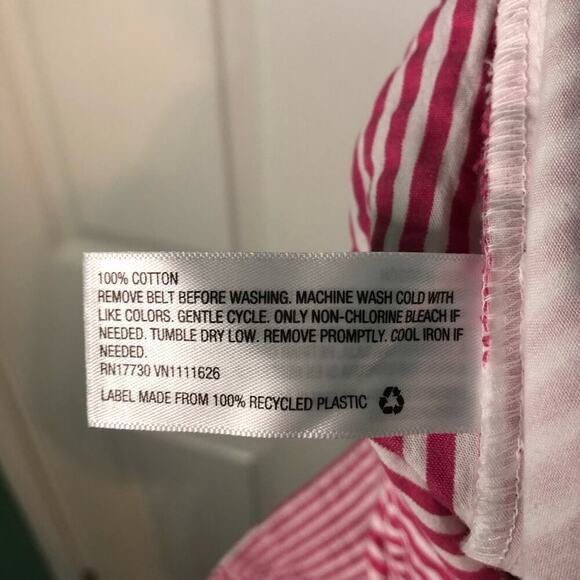 100% COTTON
REMOVE BELT BEFORE WASHING. MACHINE WASH COLD WITH
LIKE COLORS. GENTLE CYCLE. ONLY NON-CHLORINE BLEACH IF
NEEDED. TUMBLE DRY LOW. REMOVE PROMPTLY. COOL IRON IF
NEEDED.
RN17730 VN1111626
LABEL MADE FROM 100% RECYCLED PLASTIC